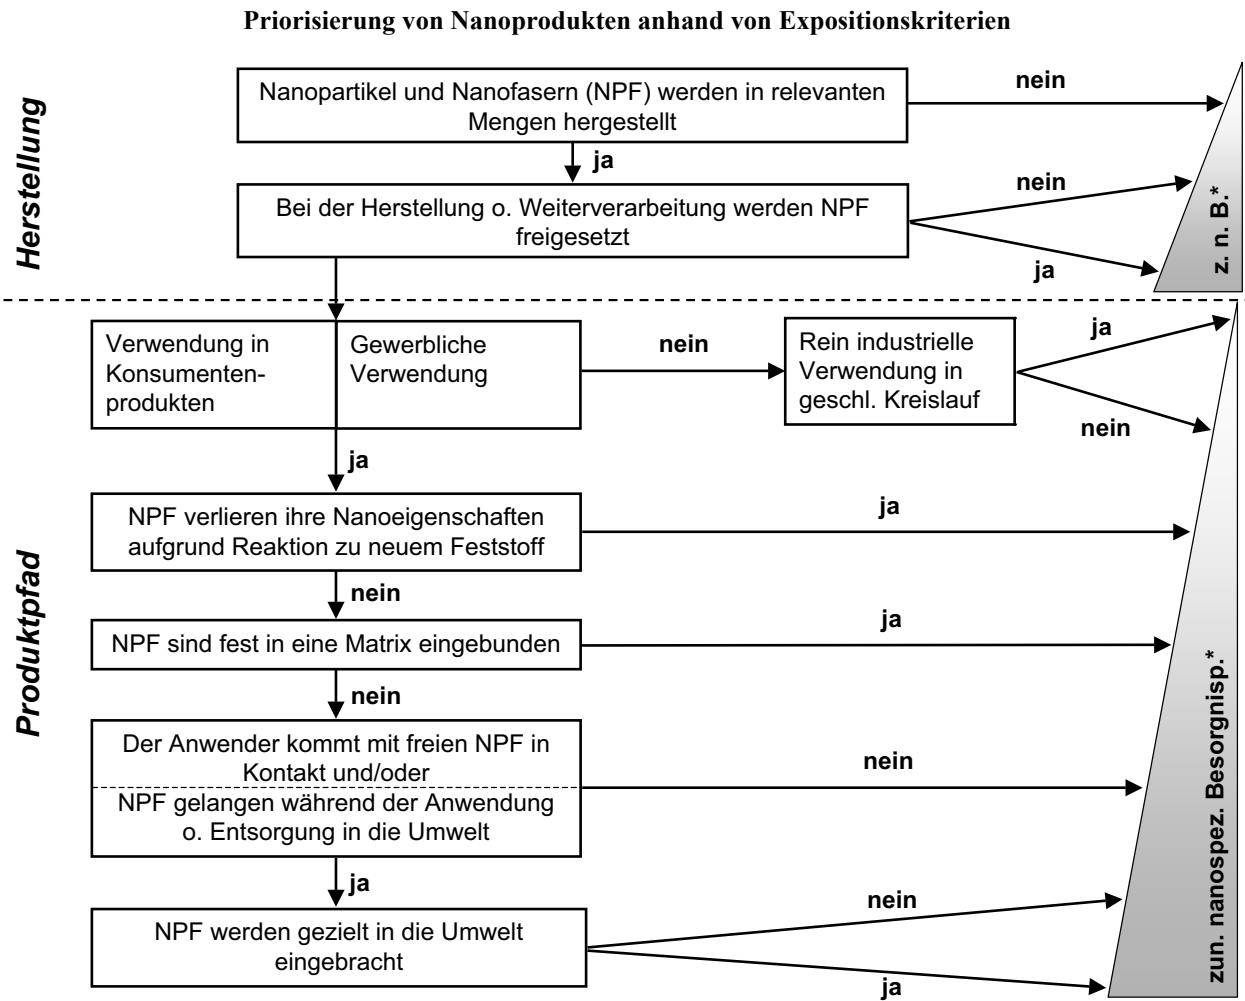 Priorisierung von Nanoprodukten anhand von Expositionskriterien
Herstellung
Nanopartikel und Nanofasern (NPF) werden in relevanten
Mengen hergestellt
nein
ja
Bei der Herstellung o. Weiterverarbeitung werden NPF
freigesetzt
nein
ja
z. n. B.*
Produktpfad
Verwendung in
Konsumenten-
produkten
Gewerbliche
Verwendung
nein
Rein industrielle
Verwendung in
geschl. Kreislauf
ja
nein
ja
NPF verlieren ihre Nanoeigenschaften
aufgrund Reaktion zu neuem Feststoff
ja
nein
NPF sind fest in eine Matrix eingebunden
ja
nein
Der Anwender kommt mit freien NPF in
Kontakt und/oder
NPF gelangen während der Anwendung
o. Entsorgung in die Umwelt
nein
ja
NPF werden gezielt in die Umwelt
eingebracht
nein
ja
zun. nanospez. Besorgnisp.*